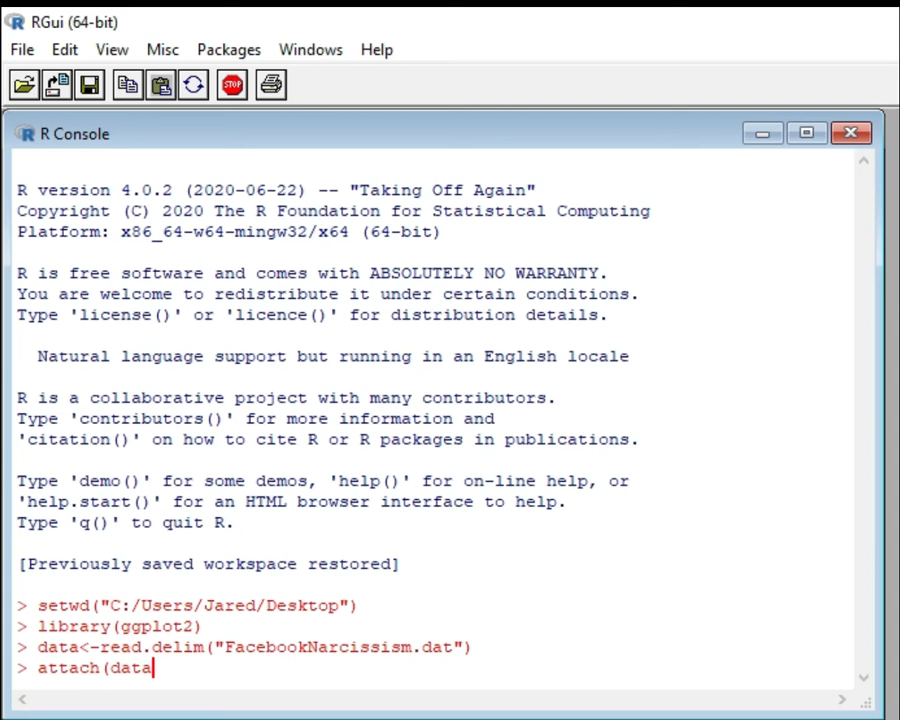 RGui (64-bit)
File Edit View Misc Packages Windows Help
STOP
R Console
R version 4.0.2 (2020-06-22) -- "Taking Off Again"
Copyright (C) 2020 The R Foundation for Statistical Computing
Platform: x86_64-w64-mingw32/x64 (64-bit)
R is free software and comes with ABSOLUTELY NO WARRANTY.
You are welcome to redistribute it under certain conditions.
Type 'license()' or 'licence()' for distribution details.
Natural language support but running in an English locale
R is a collaborative project with many contributors.
Type 'contributors()' for more information and
'citation()' on how to cite R or R packages in publications.
Type 'demo()' for some demos, 'help()' for on-line help, or
'help.start()' for an HTML browser interface to help.
Type 'q()' to quit R.
[Previously saved workspace restored]
> setwd("C:/Users/Jared/Desktop")
> library(ggplot2)
> data<-read.delim("FacebookNarcissism.dat")
> attach(data